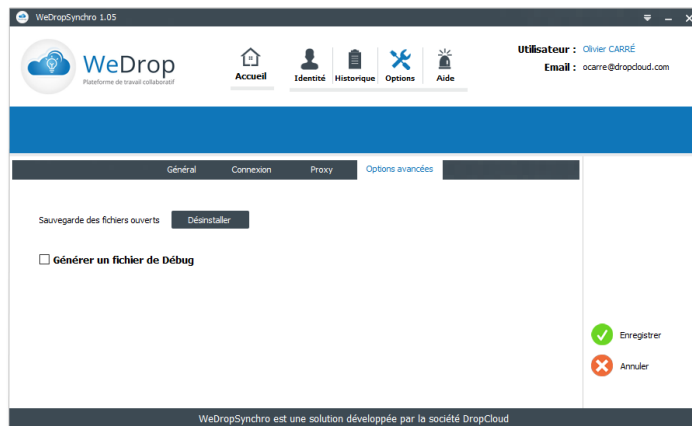 WeDropSynchro 1.05
WeDrop
Plateforme de travail collaboratif
Accueil
Identité
Historique
Options
Aide
Utilisateur : Olivier CARRÉ
Email : ocarre@dropcloud.com
Général
Connexion
Proxy
Options avancées
Sauvegarde des fichiers ouverts
Désinstaller
Générer un fichier de Débug
Enregistrer
Annuler
WeDropSynchro est une solution développée par la société DropCloud